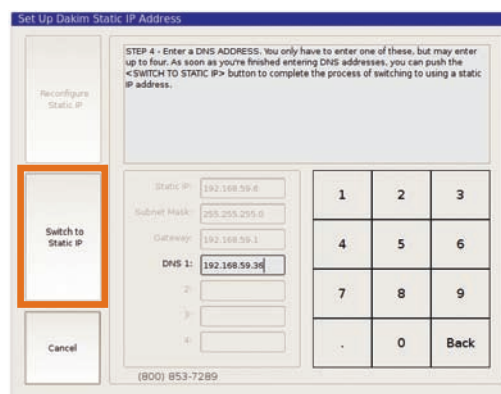 Set Up Dakim Static IP Address
STEP 4 - Enter a DNS ADDRESS. You only have to enter one of these, but may enter
up to four. As soon as you're finished entering DNS addresses, you can push the
<SWITCH TO STATIC IP> button to complete the process of switching to using a static
IP address.
Reconfigure
Static IP
Switch to
Static IP
Cancel
Static IP: 192.168.59.6
Subnet Mask: 255.255.255.0
Gateway: 192.168.59.1
DNS 1: 192.168.59.36
2:
3:
4:
1 2 3
4 5 6
7 8 9
. 0 Back
(800) 853-7289